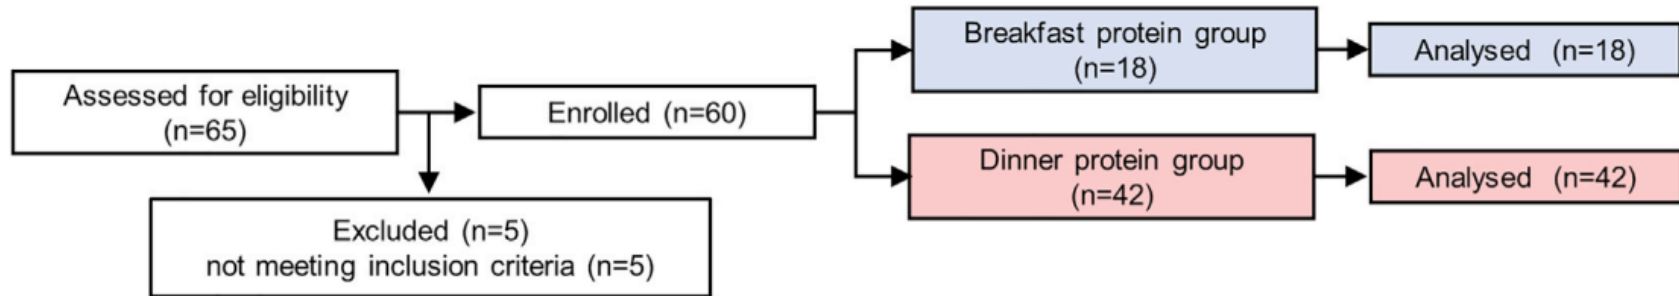 Assessed for eligibility
(n=65)
Enrolled (n=60)
Excluded (n=5)
not meeting inclusion criteria (n=5)
Breakfast protein group
(n=18)
Analysed (n=18)
Dinner protein group
(n=42)
Analysed (n=42)